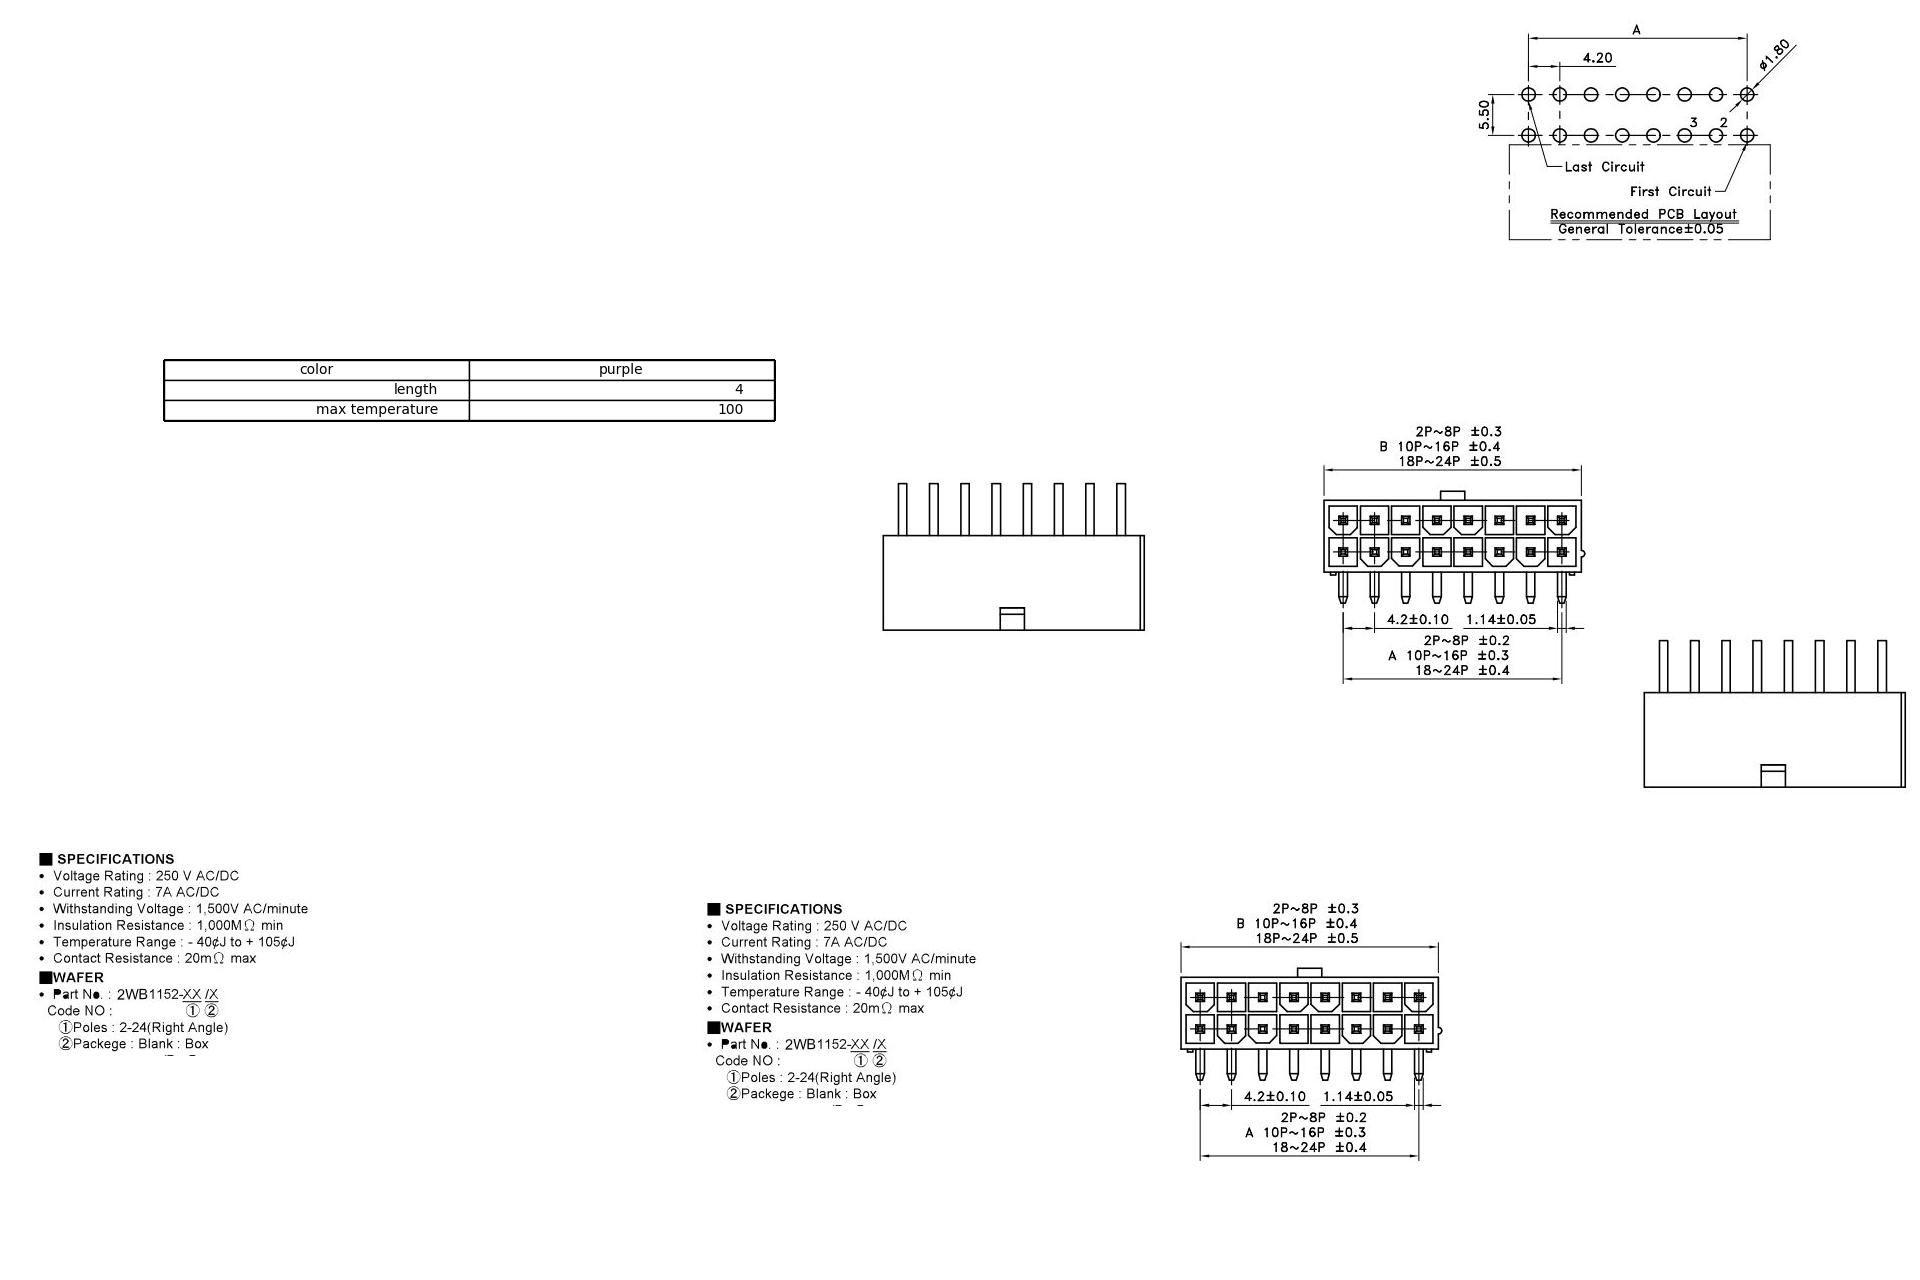 A
4.20
ø1.80
5.50
3 2
Last Circuit
First Circuit
Recommended PCB Layout
General Tolerance±0.05
color purple
length 4
max temperature 100
2P~8P ±0.3
B 10P~16P ±0.4
18P~24P ±0.5
4.2±0.10 1.14±0.05
2P~8P ±0.2
A 10P~16P ±0.3
18~24P ±0.4
■ SPECIFICATIONS
• Voltage Rating : 250 V AC/DC
• Current Rating : 7A AC/DC
• Withstanding Voltage : 1,500V AC/minute
• Insulation Resistance : 1,000MΩ min
• Temperature Range : - 40¢J to + 105¢J
• Contact Resistance : 20mΩ max
■WAFER
• Part No. : 2WB1152-XX /X
Code NO : ① ②
①Poles : 2-24(Right Angle)
②Packege : Blank : Box
■ SPECIFICATIONS
• Voltage Rating : 250 V AC/DC
• Current Rating : 7A AC/DC
• Withstanding Voltage : 1,500V AC/minute
• Insulation Resistance : 1,000MΩ min
• Temperature Range : - 40¢J to + 105¢J
• Contact Resistance : 20mΩ max
■WAFER
• Part No. : 2WB1152-XX /X
Code NO : ① ②
①Poles : 2-24(Right Angle)
②Packege : Blank : Box
2P~8P ±0.3
B 10P~16P ±0.4
18P~24P ±0.5
4.2±0.10 1.14±0.05
2P~8P ±0.2
A 10P~16P ±0.3
18~24P ±0.4